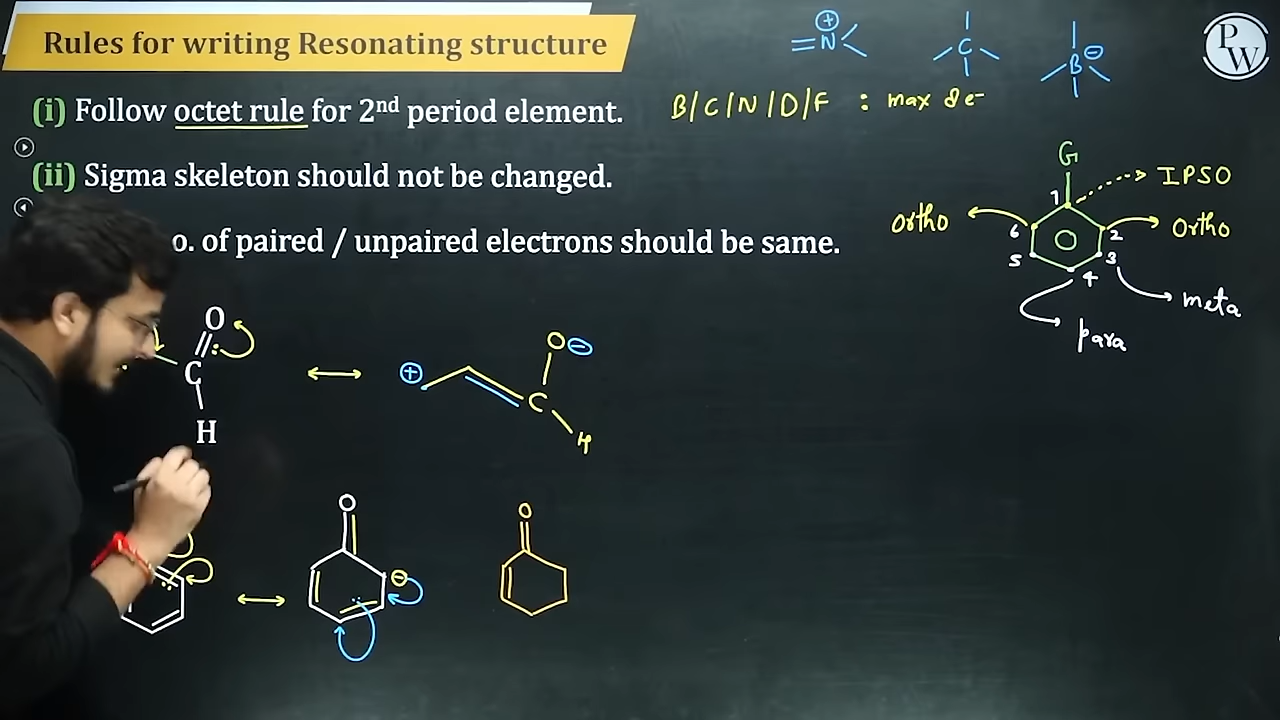 Rules for writing Resonating structure
PW
(i) Follow octet rule for 2nd period element.
B/C/N/O/F : max 8 e-
(ii) Sigma skeleton should not be changed.
o. of paired / unpaired electrons should be same.
⊕
N
C
B ⊖
G
1
IPSO
Ortho
6
2
Ortho
5
3
4
meta
para
O
C
H
⊕
O ⊖
C
H
O
⊖
O